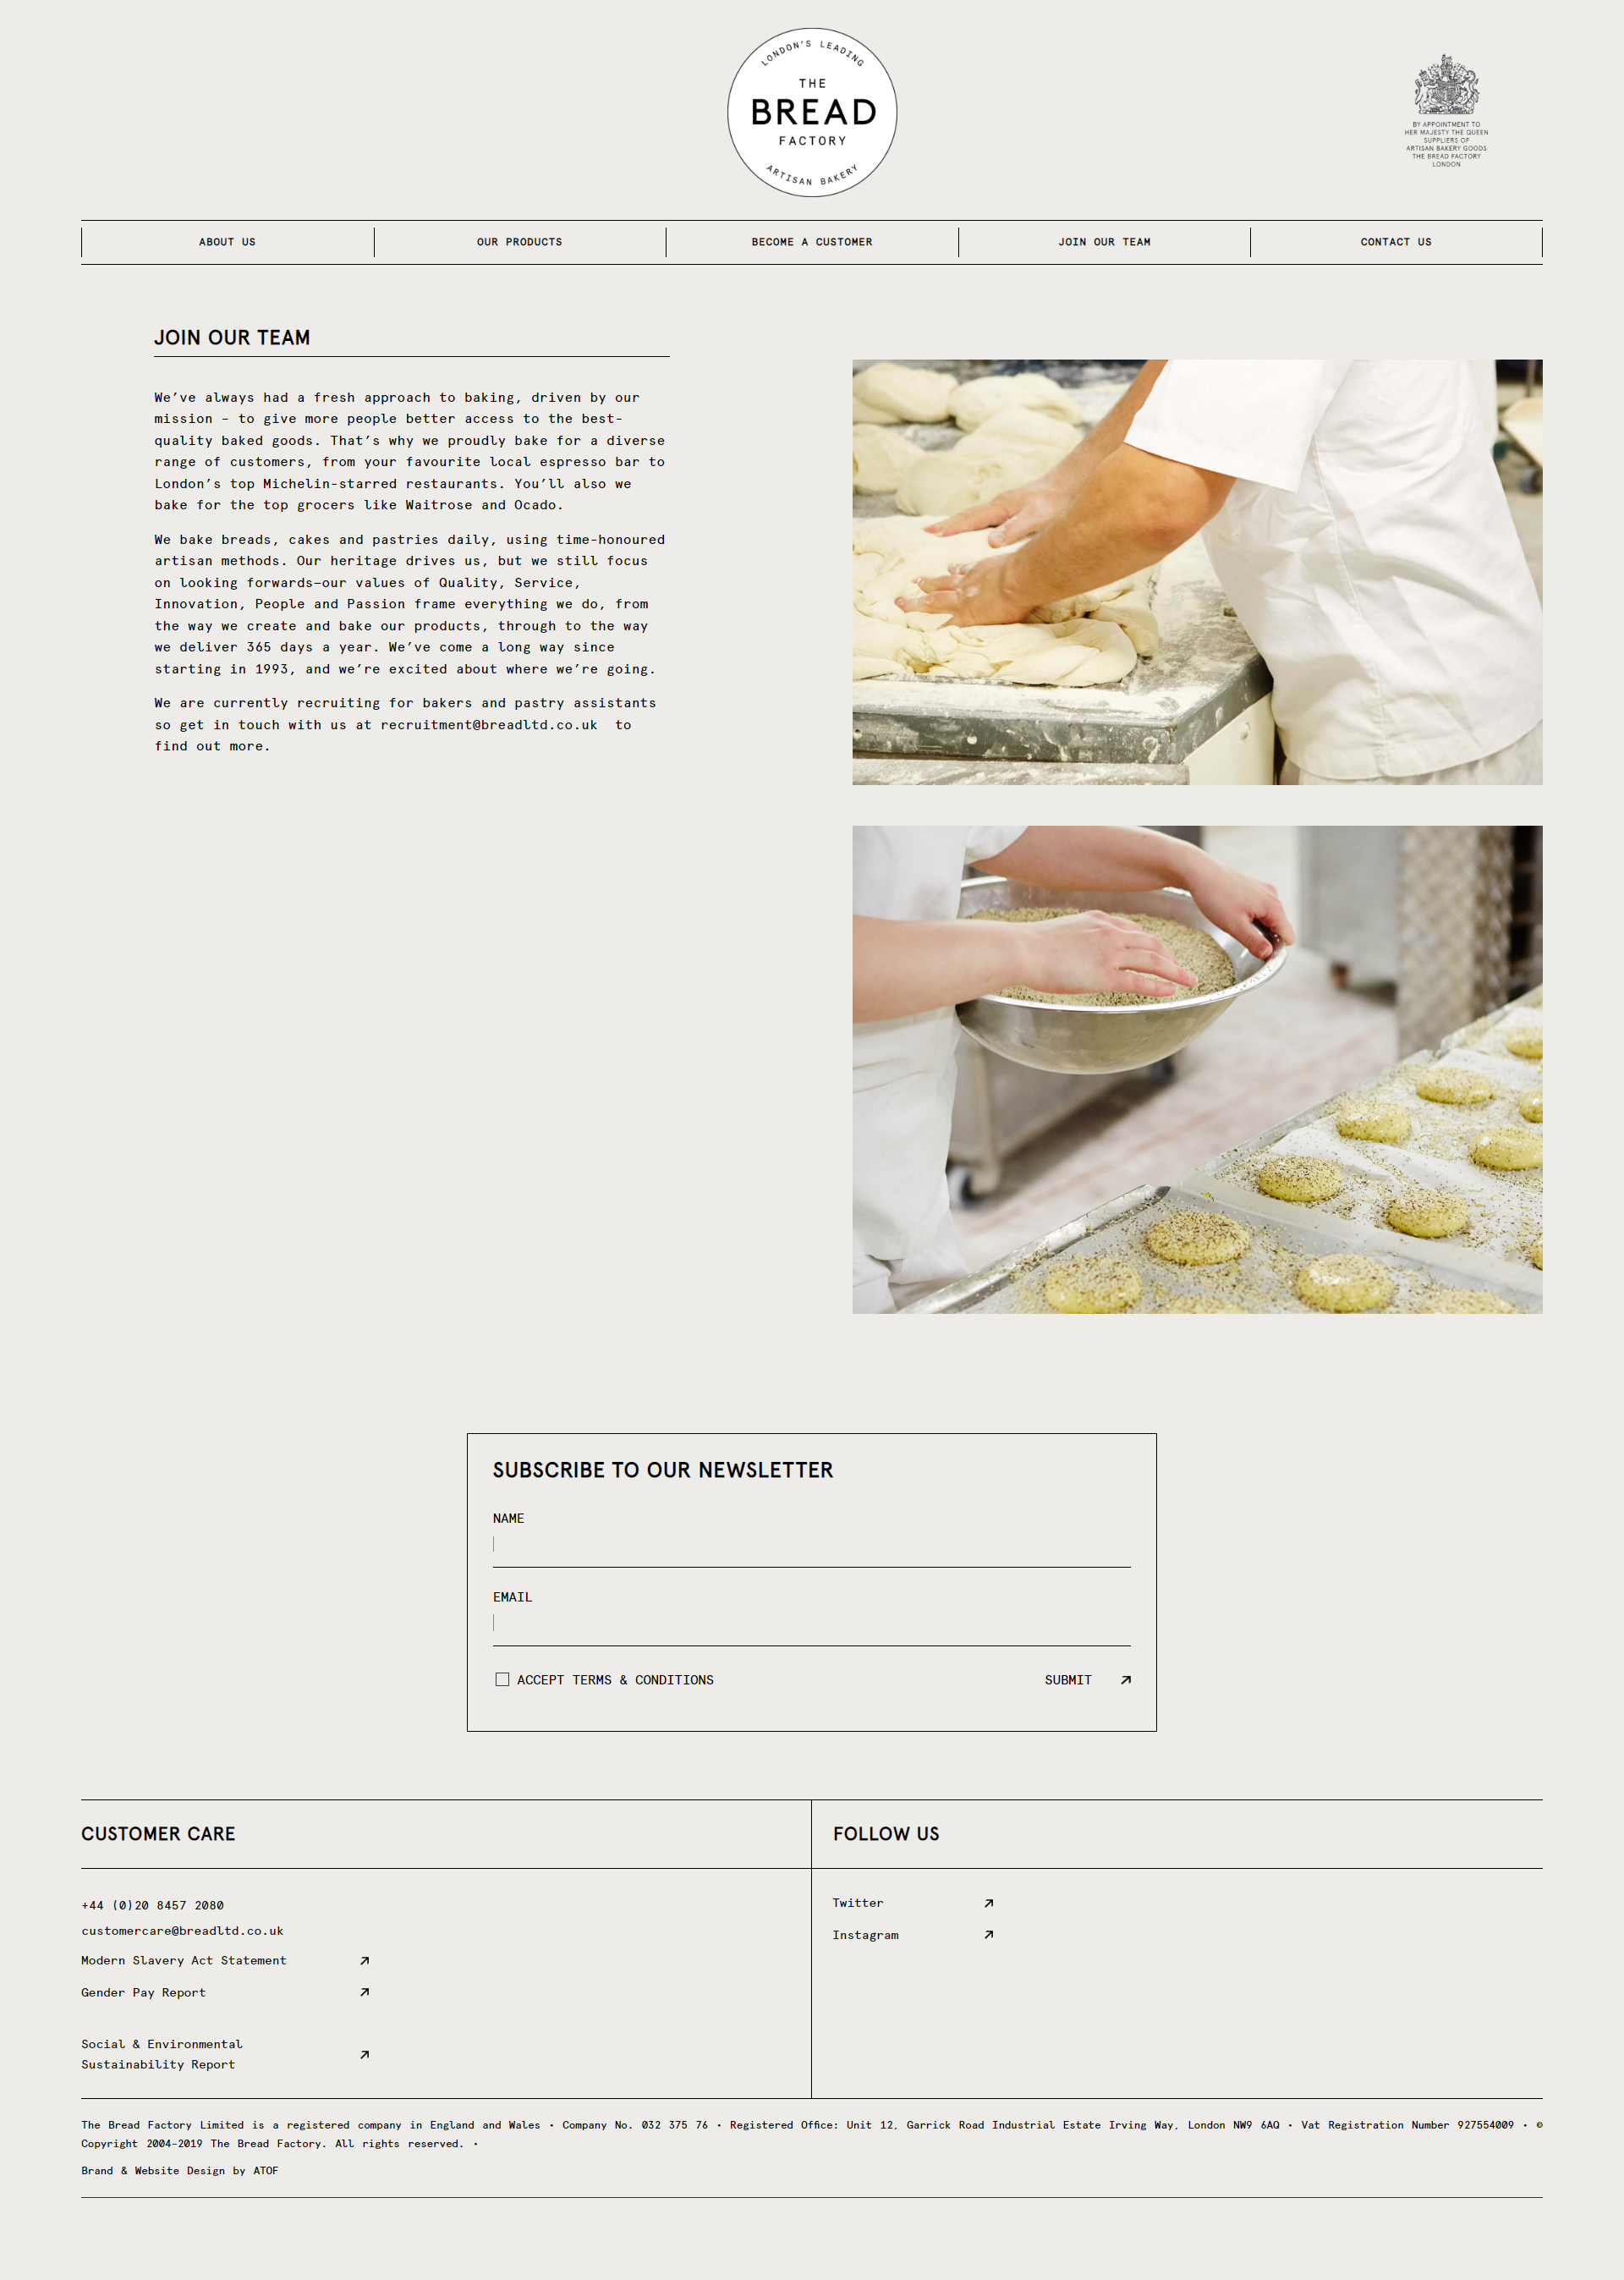 LONDON'S LEADING
THE
BREAD
FACTORY
ARTISAN BAKERY
BY APPOINTMENT TO
HER MAJESTY THE QUEEN
SUPPLIERS OF
ARTISAN BAKERY GOODS
THE BREAD FACTORY
LONDON
ABOUT US
OUR PRODUCTS
BECOME A CUSTOMER
JOIN OUR TEAM
CONTACT US
JOIN OUR TEAM
We’ve always had a fresh approach to baking, driven by our
mission – to give more people better access to the best-
quality baked goods. That’s why we proudly bake for a diverse
range of customers, from your favourite local espresso bar to
London’s top Michelin-starred restaurants. You’ll also we
bake for the top grocers like Waitrose and Ocado.
We bake breads, cakes and pastries daily, using time-honoured
artisan methods. Our heritage drives us, but we still focus
on looking forwards—our values of Quality, Service,
Innovation, People and Passion frame everything we do, from
the way we create and bake our products, through to the way
we deliver 365 days a year. We’ve come a long way since
starting in 1993, and we’re excited about where we’re going.
We are currently recruiting for bakers and pastry assistants
so get in touch with us at recruitment@breadltd.co.uk to
find out more.
SUBSCRIBE TO OUR NEWSLETTER
NAME
EMAIL
ACCEPT TERMS & CONDITIONS
SUBMIT
CUSTOMER CARE
FOLLOW US
+44 (0)20 8457 2080
customercare@breadltd.co.uk
Modern Slavery Act Statement
Gender Pay Report
Social & Environmental
Sustainability Report
Twitter
Instagram
The Bread Factory Limited is a registered company in England and Wales • Company No. 032 375 76 • Registered Office: Unit 12, Garrick Road Industrial Estate Irving Way, London NW9 6AQ • Vat Registration Number 927554009 • ©
Copyright 2004-2019 The Bread Factory. All rights reserved. •
Brand & Website Design by ATOF